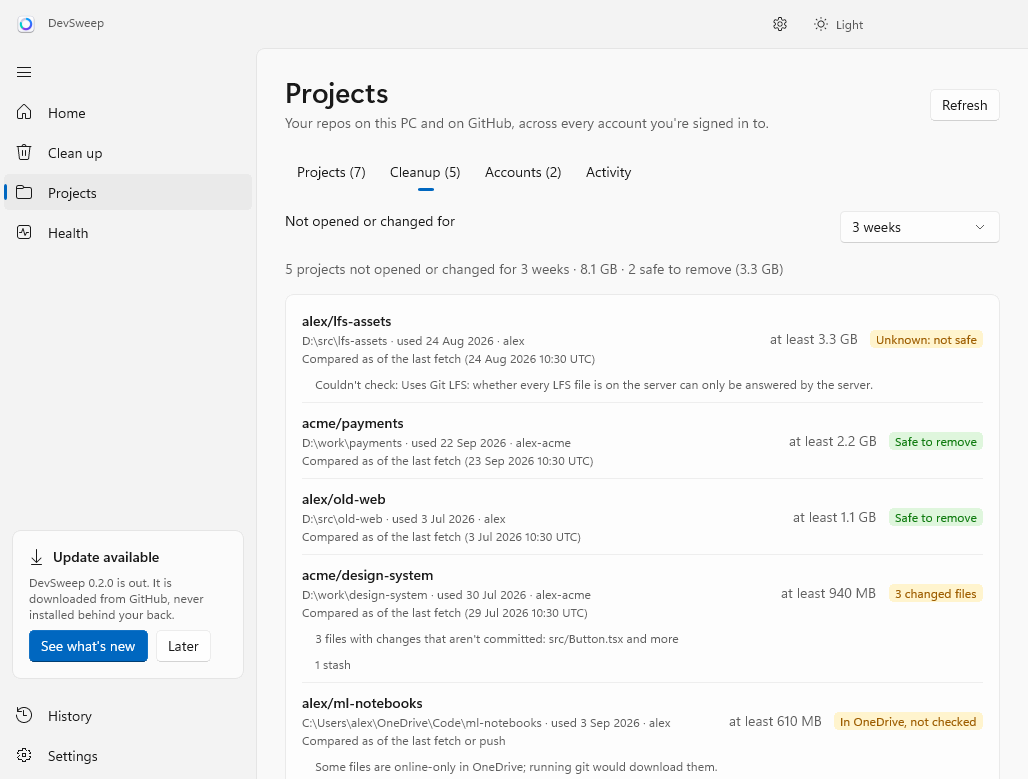 DevSweep
Light
Home
Clean up
Projects
Health
Update available
DevSweep 0.2.0 is out. It is
downloaded from GitHub, never
installed behind your back.
See what's new
Later
History
Settings
Projects
Your repos on this PC and on GitHub, across every account you're signed in to.
Refresh
Projects (7)
Cleanup (5)
Accounts (2)
Activity
Not opened or changed for
3 weeks
5 projects not opened or changed for 3 weeks · 8.1 GB · 2 safe to remove (3.3 GB)
alex/lfs-assets
D:\src\lfs-assets · used 24 Aug 2026 · alex
Compared as of the last fetch (24 Aug 2026 10:30 UTC)
at least 3.3 GB
Unknown: not safe
Couldn't check: Uses Git LFS: whether every LFS file is on the server can only be answered by the server.
acme/payments
D:\work\payments · used 22 Sep 2026 · alex-acme
Compared as of the last fetch (23 Sep 2026 10:30 UTC)
at least 2.2 GB
Safe to remove
alex/old-web
D:\src\old-web · used 3 Jul 2026 · alex
Compared as of the last fetch (3 Jul 2026 10:30 UTC)
at least 1.1 GB
Safe to remove
acme/design-system
D:\work\design-system · used 30 Jul 2026 · alex-acme
Compared as of the last fetch (29 Jul 2026 10:30 UTC)
at least 940 MB
3 changed files
3 files with changes that aren't committed: src/Button.tsx and more
1 stash
alex/ml-notebooks
C:\Users\alex\OneDrive\Code\ml-notebooks · used 3 Sep 2026 · alex
Compared as of the last fetch or push
at least 610 MB
In OneDrive, not checked
Some files are online-only in OneDrive; running git would download them.